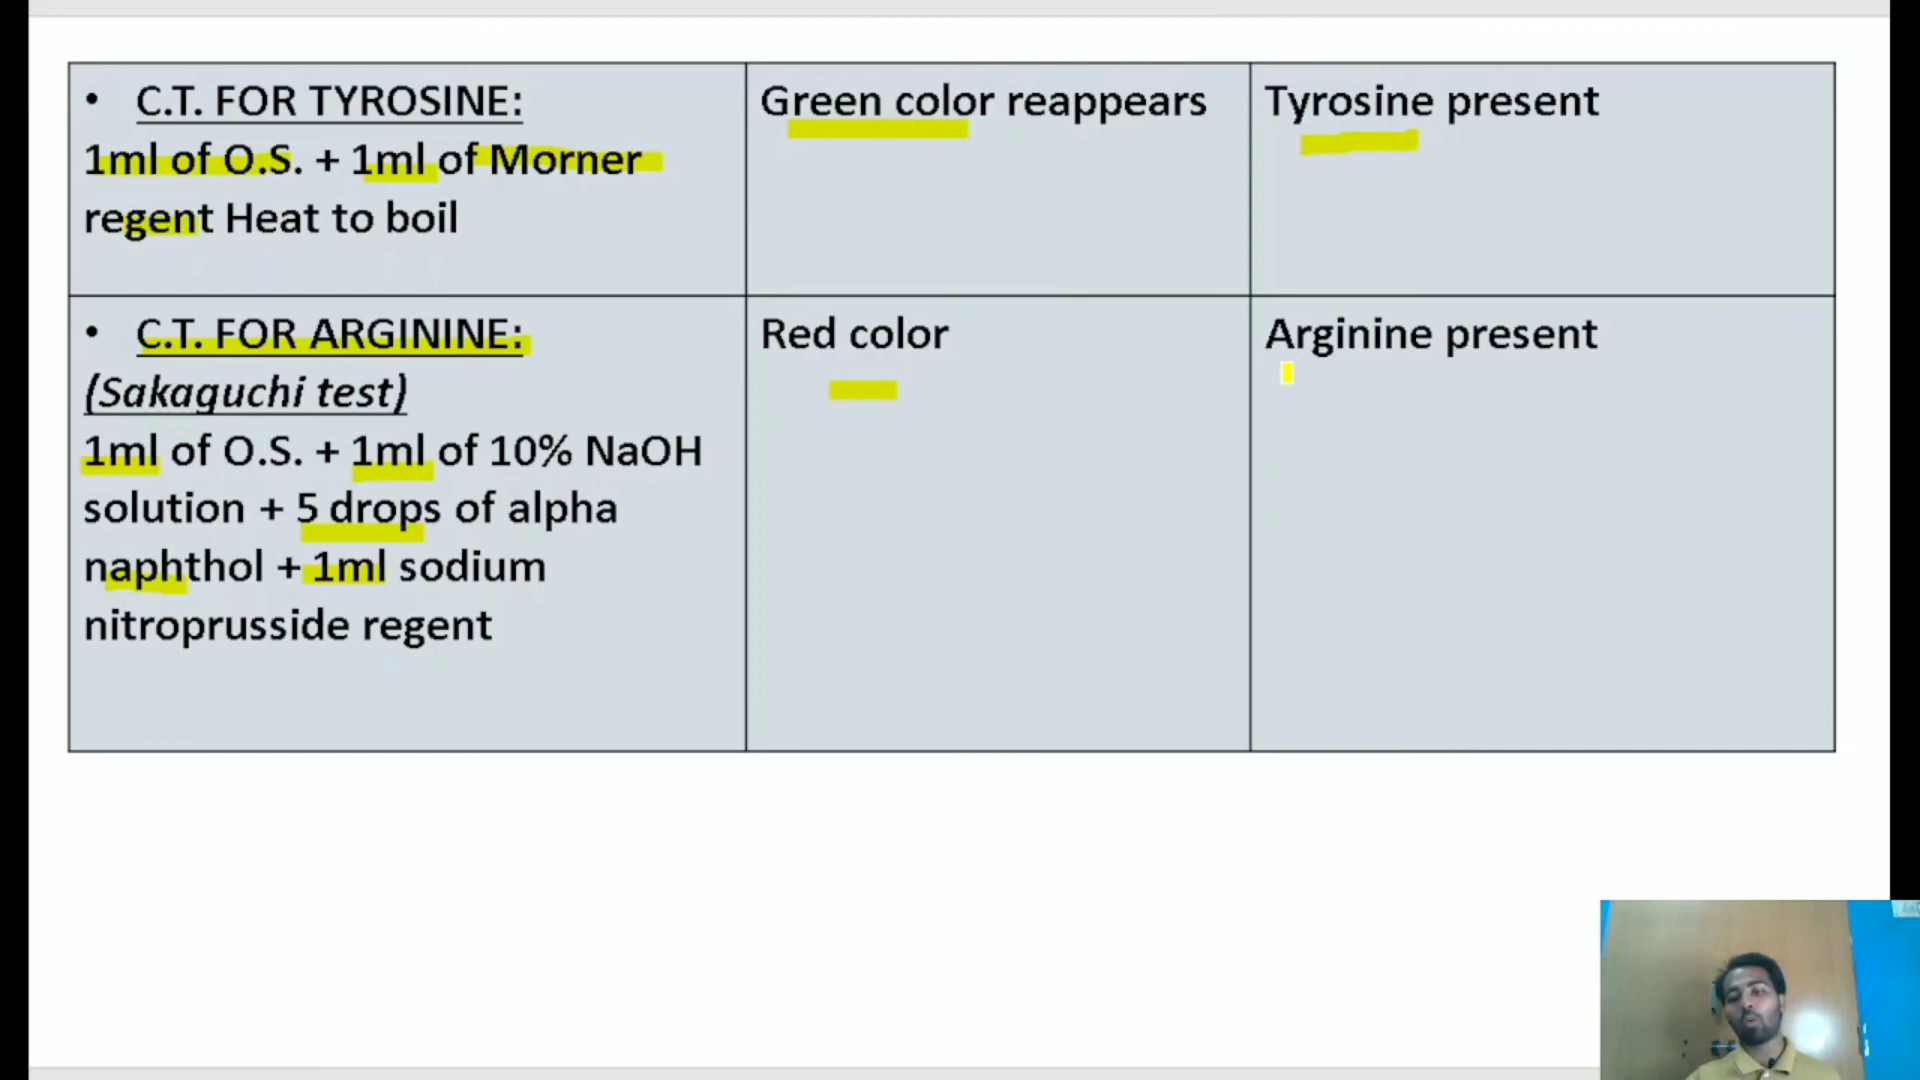 • C.T. FOR TYROSINE:
1ml of O.S. + 1ml of Morner
regent Heat to boil
Green color reappears
Tyrosine present
• C.T. FOR ARGININE:
(Sakaguchi test)
1ml of O.S. + 1ml of 10% NaOH
solution + 5 drops of alpha
naphthol + 1ml sodium
nitroprusside regent
Red color
Arginine present